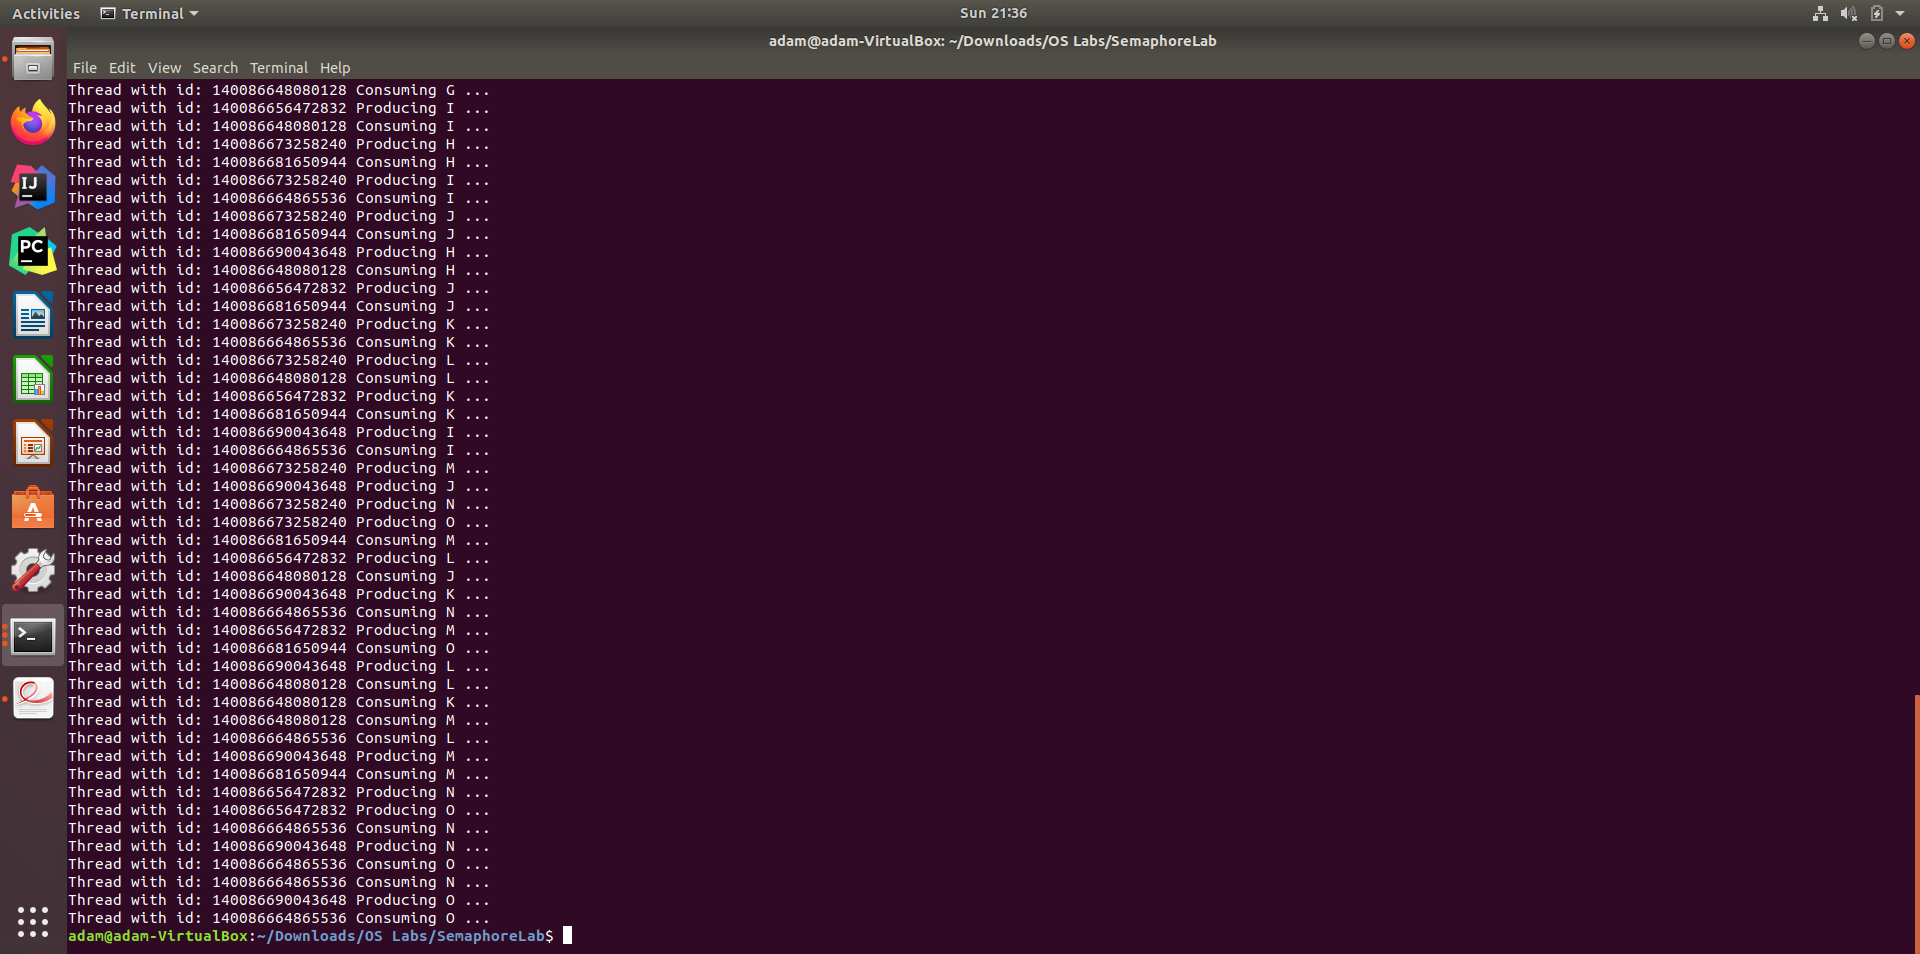 Activities Terminal Sun 21:36
adam@adam-VirtualBox: ~/Downloads/OS Labs/SemaphoreLab
File Edit View Search Terminal Help
Thread with id: 140086648080128 Consuming G ...
Thread with id: 140086656472832 Producing I ...
Thread with id: 140086648080128 Consuming I ...
Thread with id: 140086673258240 Producing H ...
Thread with id: 140086681650944 Consuming H ...
Thread with id: 140086673258240 Producing I ...
Thread with id: 140086664865536 Consuming I ...
Thread with id: 140086673258240 Producing J ...
Thread with id: 140086681650944 Consuming J ...
Thread with id: 140086690043648 Producing H ...
Thread with id: 140086648080128 Consuming H ...
Thread with id: 140086656472832 Producing J ...
Thread with id: 140086681650944 Consuming J ...
Thread with id: 140086673258240 Producing K ...
Thread with id: 140086664865536 Consuming K ...
Thread with id: 140086673258240 Producing L ...
Thread with id: 140086648080128 Consuming L ...
Thread with id: 140086656472832 Producing K ...
Thread with id: 140086681650944 Consuming K ...
Thread with id: 140086690043648 Producing I ...
Thread with id: 140086664865536 Consuming I ...
Thread with id: 140086673258240 Producing M ...
Thread with id: 140086690043648 Producing J ...
Thread with id: 140086673258240 Producing N ...
Thread with id: 140086673258240 Producing O ...
Thread with id: 140086681650944 Consuming M ...
Thread with id: 140086656472832 Producing L ...
Thread with id: 140086648080128 Consuming J ...
Thread with id: 140086690043648 Producing K ...
Thread with id: 140086664865536 Consuming N ...
Thread with id: 140086656472832 Producing M ...
Thread with id: 140086681650944 Consuming O ...
Thread with id: 140086690043648 Producing L ...
Thread with id: 140086648080128 Consuming L ...
Thread with id: 140086648080128 Consuming K ...
Thread with id: 140086648080128 Consuming M ...
Thread with id: 140086664865536 Consuming L ...
Thread with id: 140086690043648 Producing M ...
Thread with id: 140086681650944 Consuming M ...
Thread with id: 140086656472832 Producing N ...
Thread with id: 140086656472832 Producing O ...
Thread with id: 140086664865536 Consuming N ...
Thread with id: 140086690043648 Producing N ...
Thread with id: 140086664865536 Consuming O ...
Thread with id: 140086664865536 Consuming N ...
Thread with id: 140086690043648 Producing O ...
Thread with id: 140086664865536 Consuming O ...
adam@adam-VirtualBox:~/Downloads/OS Labs/SemaphoreLab$
IJ
PC